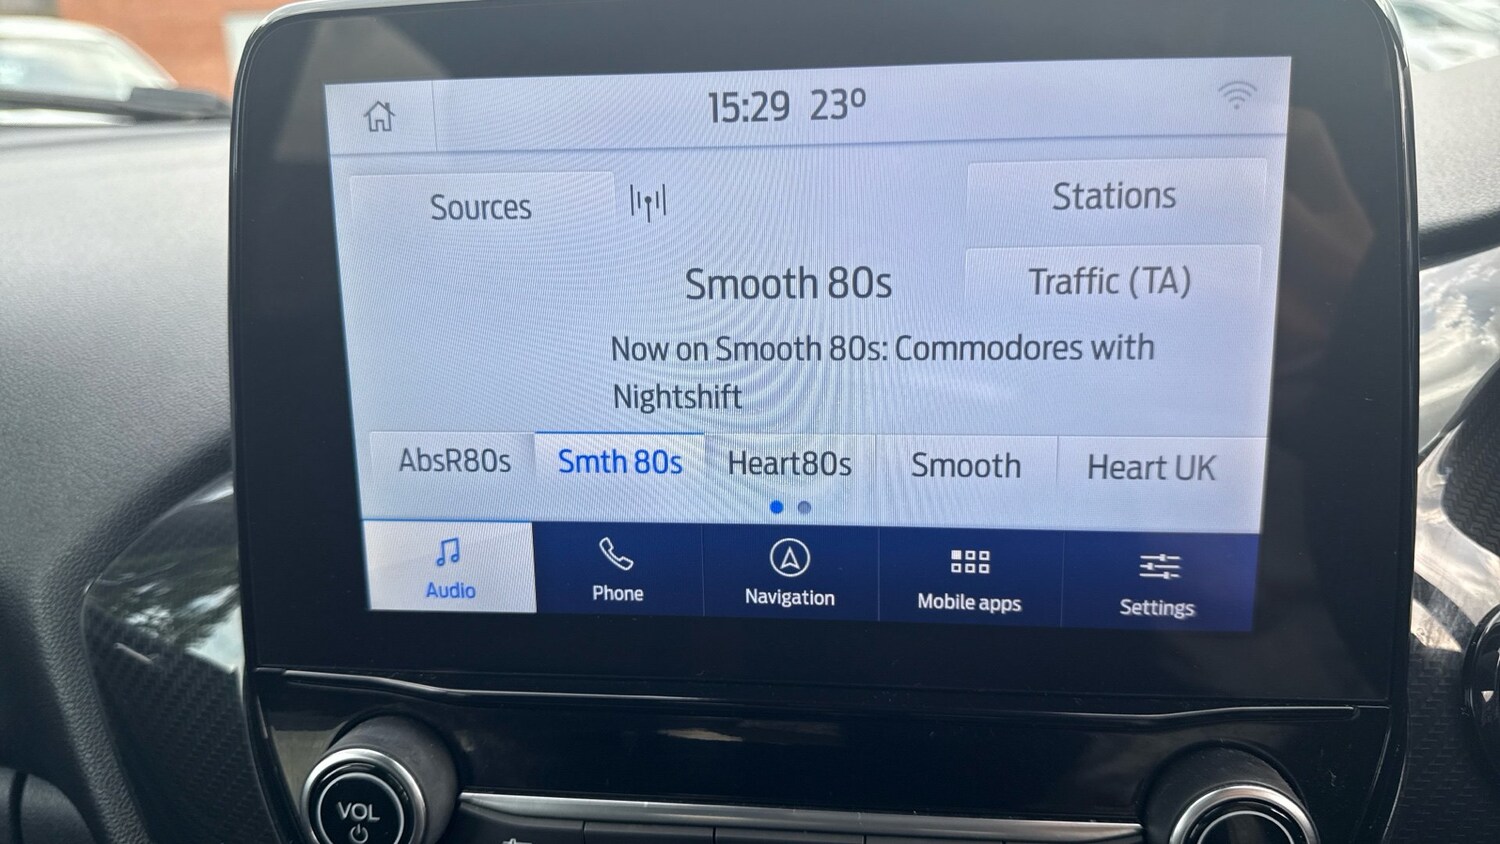 15:29 23º
Sources
Stations
Smooth 80s
Traffic (TA)
Now on Smooth 80s: Commodores with
Nightshift
AbsR80s Smth 80s Heart80s Smooth Heart UK
Audio Phone Navigation Mobile apps Settings
VOL